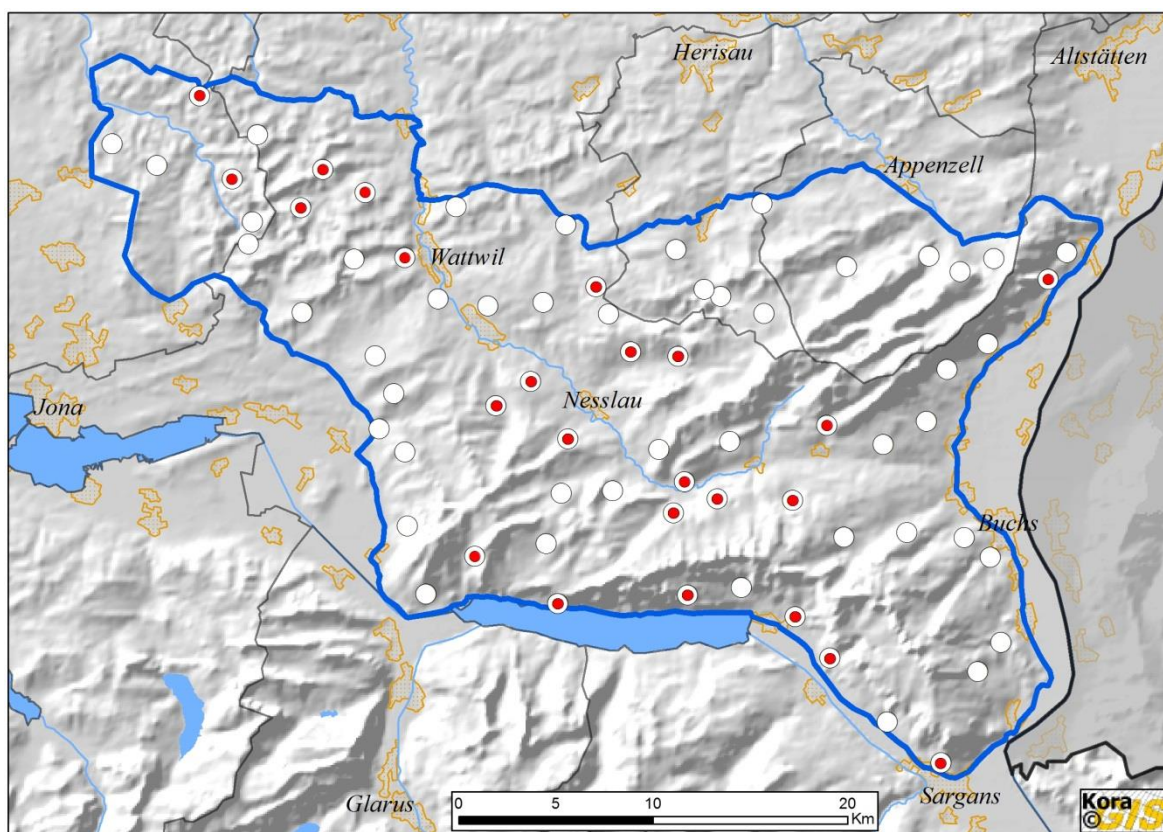 Herisau
Altstätten
Appenzell
Wattwil
Jona
Nesslau
Buchs
Glarus
Sargans
0 5 10 20
Km
Kora
© GIS